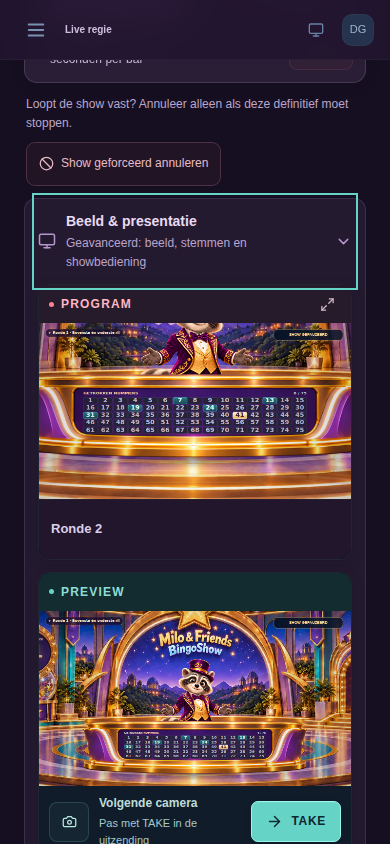 Live regie
DG
seconden per bal
Loopt de show vast? Annuleer alleen als deze definitief moet
stoppen.
Show geforceerd annuleren
Beeld & presentatie
Geavanceerd: beeld, stemmen en
showbediening
PROGRAM
GETROKKEN NUMMERS
1 2 3 4 5 6 7 8 9 10 11 12 13 14 15
16 17 18 19 20 21 22 23 24 25 26 27 28 29 30
31 32 33 34 35 36 37 38 39 40 41 42 43 44 45
46 47 48 49 50 51 52 53 54 55 56 57 58 59 60
61 62 63 64 65 66 67 68 69 70 71 72 73 74 75
Ronde 2
PREVIEW
Milo & Friends
BingoShow
Volgende camera
Pas met TAKE in de
uitzending
TAKE